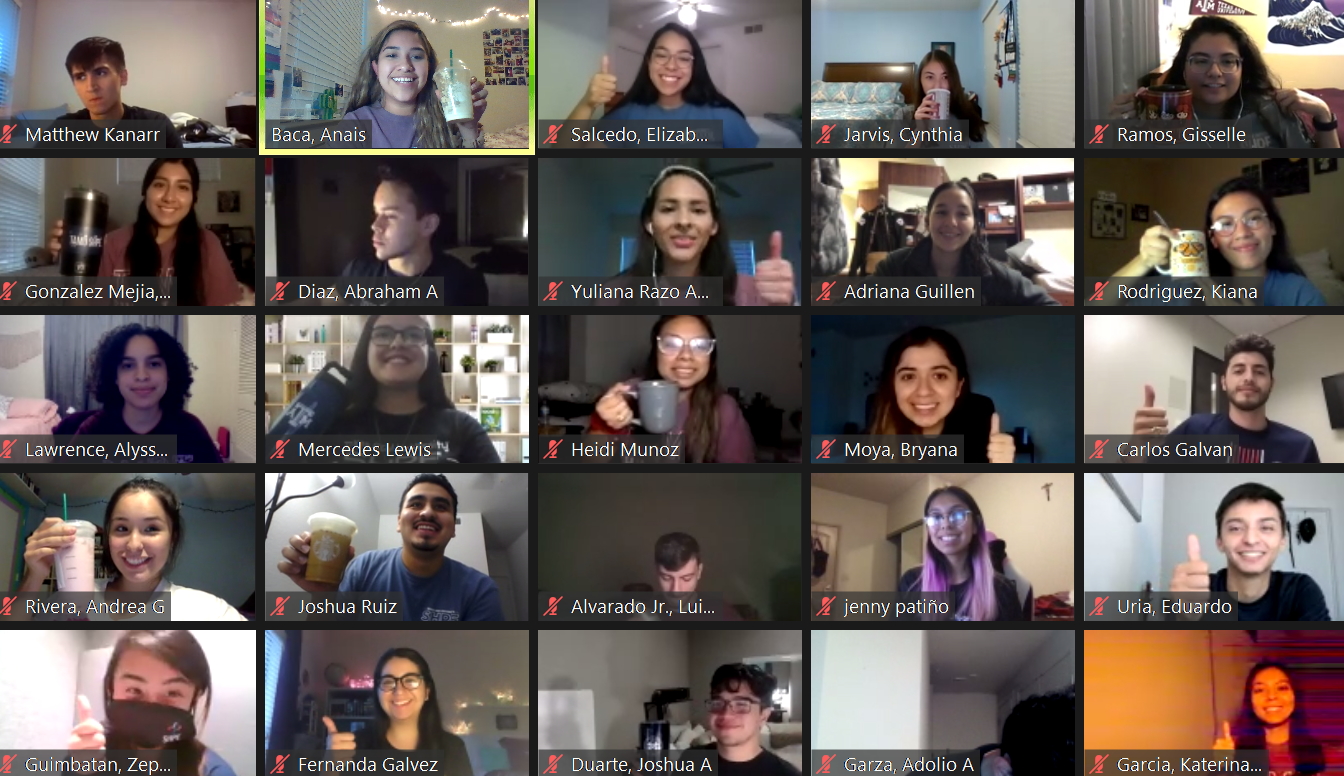 ĀM
Matthew Kanarr
Baca, Anais
Salcedo, Elizab...
Jarvis, Cynthia
Ramos, Gisselle
Gonzalez Mejia,...
Diaz, Abraham A
Yuliana Razo A...
Adriana Guillen
Rodriguez, Kiana
Lawrence, Alyss...
Mercedes Lewis
Heidi Munoz
Moya, Bryana
Carlos Galvan
Rivera, Andrea G
Joshua Ruiz
Alvarado Jr., Lui...
jenny patiño
Uria, Eduardo
Guimbatan, Zep...
Fernanda Galvez
Duarte, Joshua A
Garza, Adolio A
Garcia, Katerina...